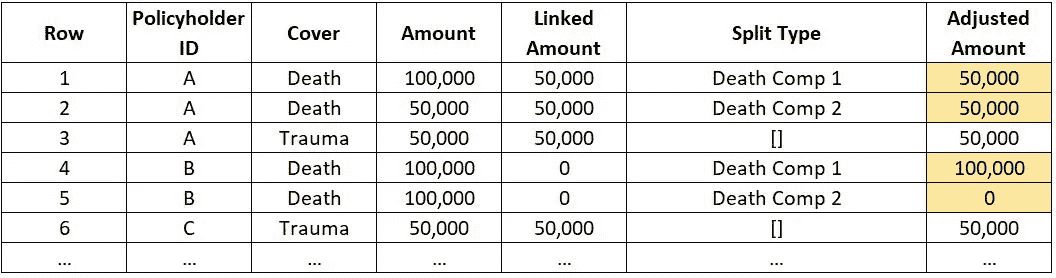 Row Policyholder ID Cover Amount Linked Amount Split Type Adjusted Amount
1 A Death 100,000 50,000 Death Comp 1 50,000
2 A Death 50,000 50,000 Death Comp 2 50,000
3 A Trauma 50,000 50,000 [] 50,000
4 B Death 100,000 0 Death Comp 1 100,000
5 B Death 100,000 0 Death Comp 2 0
6 C Trauma 50,000 50,000 [] 50,000
... ... ... ... ... ... ...